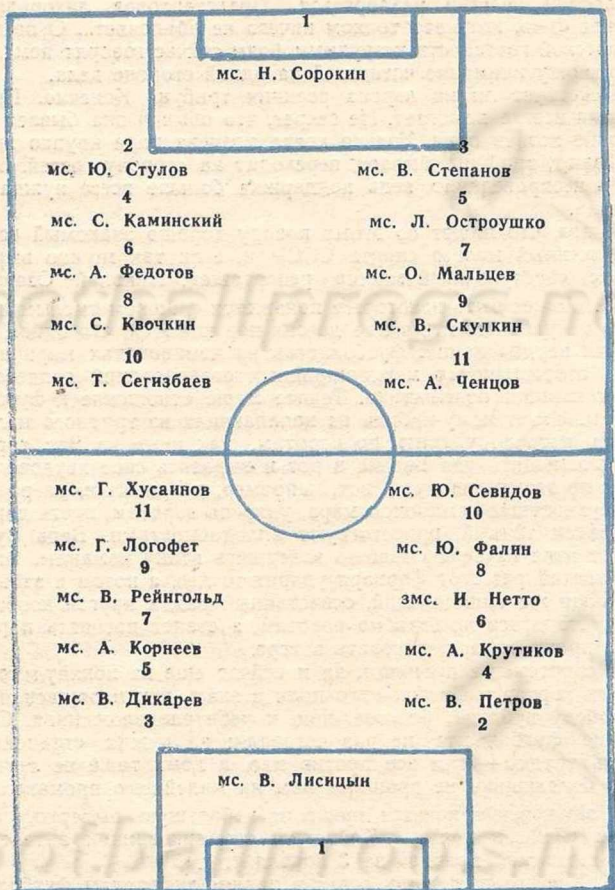 1
мс. Н. Сорокин
2 3
мс. Ю. Стулов мс. В. Степанов
4 5
мс. С. Каминский мс. Л. Остроушко
6 7
мс. А. Федотов мс. О. Мальцев
8 9
мс. С. Квочкин мс. В. Скулкин
10 11
мс. Т. Сегизбаев мс. А. Ченцов
мс. Г. Хусаинов мс. Ю. Севидов
11 10
мс. Г. Логофет мс. Ю. Фалин
9 8
мс. В. Рейнгольд змс. И. Нетто
7 6
мс. А. Корнеев мс. А. Крутиков
5 4
мс. В. Дикарев мс. В. Петров
3 2
мс. В. Лисицын
1